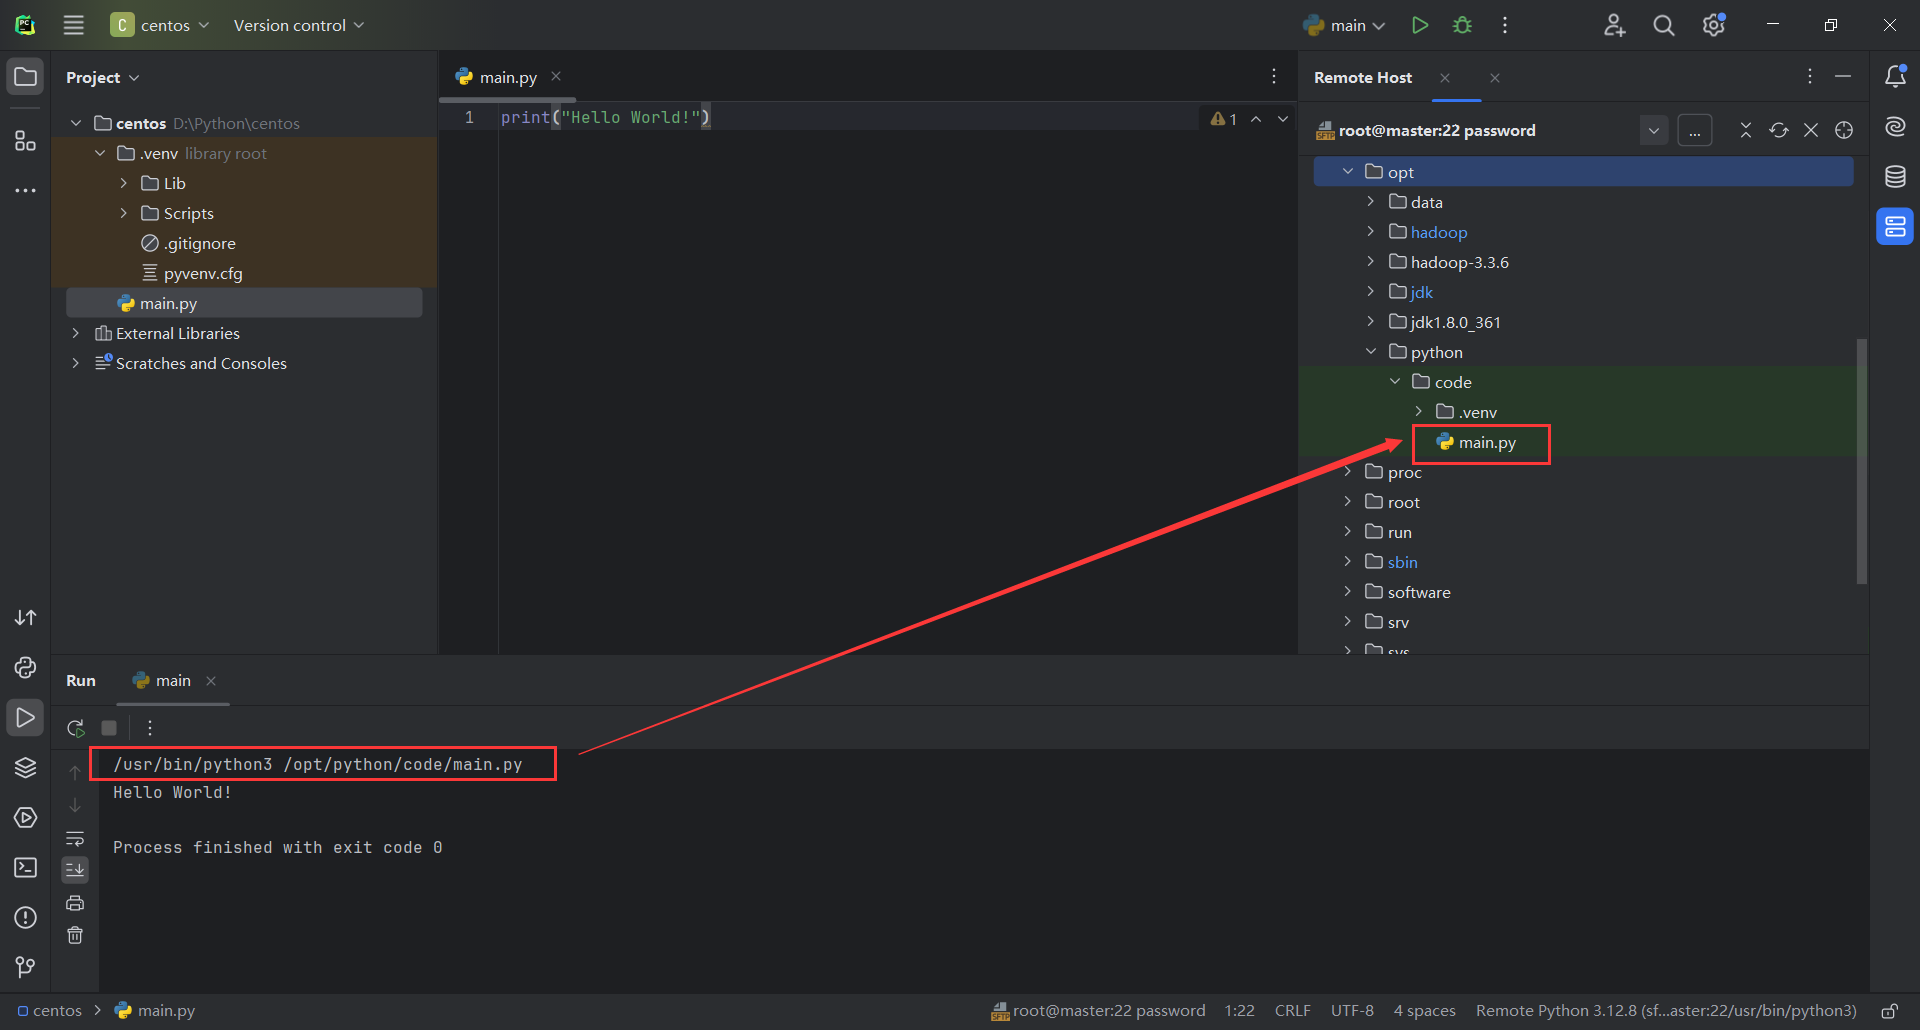 PC
C centos Version control main
Project
centos D:\Python\centos
.venv library root
Lib
Scripts
.gitignore
pyvenv.cfg
main.py
External Libraries
Scratches and Consoles
main.py
1 print("Hello World!")
1
Remote Host
SFTP root@master:22 password ...
opt
data
hadoop
hadoop-3.3.6
jdk
jdk1.8.0_361
python
code
.venv
main.py
proc
root
run
sbin
software
srv
sys
Run main
/usr/bin/python3 /opt/python/code/main.py
Hello World!
Process finished with exit code 0
centos main.py SFTP root@master:22 password 1:22 CRLF UTF-8 4 spaces Remote Python 3.12.8 (sf...aster:22/usr/bin/python3)